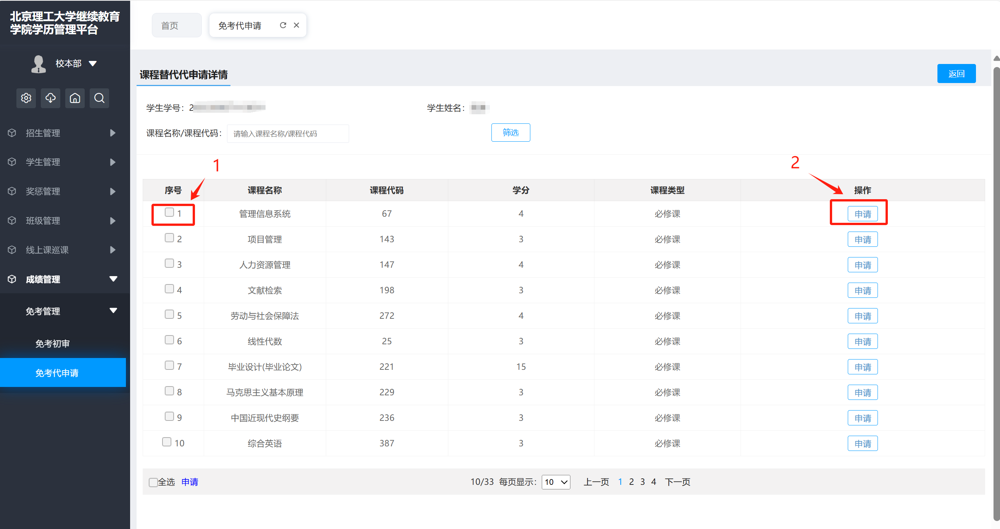 北京理工大学继续教育
学院学历管理平台
首页
免考代申请
校本部
招生管理
学生管理
奖惩管理
班级管理
线上课巡课
成绩管理
免考管理
免考初审
免考代申请
课程替代代申请详情
返回
学生学号：2
学生姓名：
课程名称/课程代码：
请输入课程名称/课程代码
筛选
1
2
序号 课程名称 课程代码 学分 课程类型 操作
1 管理信息系统 67 4 必修课 申请
2 项目管理 143 3 必修课 申请
3 人力资源管理 147 4 必修课 申请
4 文献检索 198 3 必修课 申请
5 劳动与社会保障法 272 4 必修课 申请
6 线性代数 25 3 必修课 申请
7 毕业设计(毕业论文) 221 15 必修课 申请
8 马克思主义基本原理 229 3 必修课 申请
9 中国近现代史纲要 236 3 必修课 申请
10 综合英语 387 3 必修课 申请
全选 申请 10/33 每页显示： 10 上一页 1 2 3 4 下一页